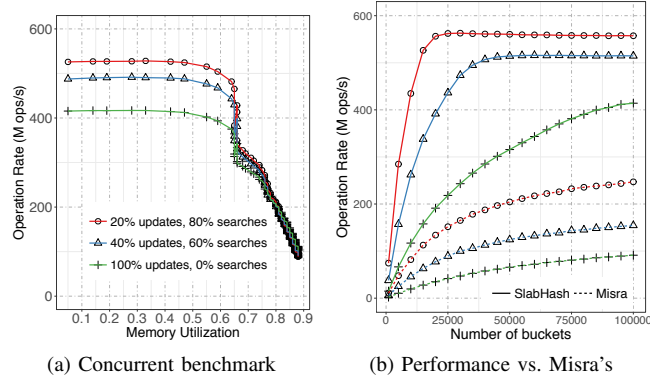 600
400
200
0
Operation Rate (M ops/s)
20% updates, 80% searches
40% updates, 60% searches
100% updates, 0% searches
0.1 0.2 0.3 0.4 0.5 0.6 0.7 0.8 0.9
Memory Utilization
(a) Concurrent benchmark
600
400
200
0
Operation Rate (M ops/s)
SlabHash Misra
0 25000 50000 75000 100000
Number of buckets
(b) Performance vs. Misra's